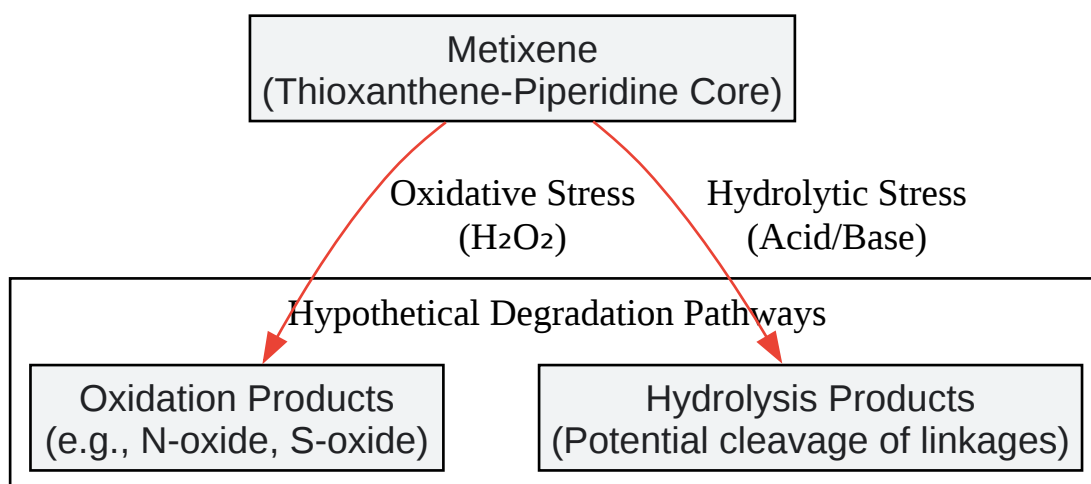 Metixene
(Thioxanthene-Piperidine Core)
Oxidative Stress
(H₂O₂)
Hydrolytic Stress
(Acid/Base)
Hypothetical Degradation Pathways
Oxidation Products
(e.g., N-oxide, S-oxide)
Hydrolysis Products
(Potential cleavage of linkages)